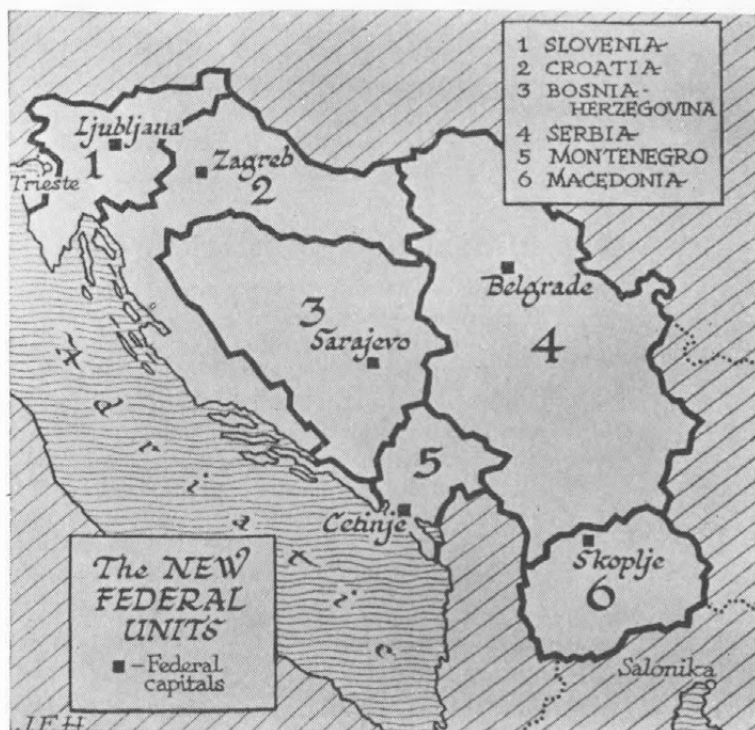 1 SLOVENIA
2 CROATIA
3 BOSNIA-
HERZEGOVINA
4 SERBIA
5 MONTENEGRO
6 MACEDONIA
Ljubljana
1
Trieste
Zagreb
2
Belgrade
3
Sarajevo
4
Adriatic
5
Cetinje
Skoplje
6
Salonika
The NEW
FEDERAL
UNITS
–Federal
capitals
J.F.H.